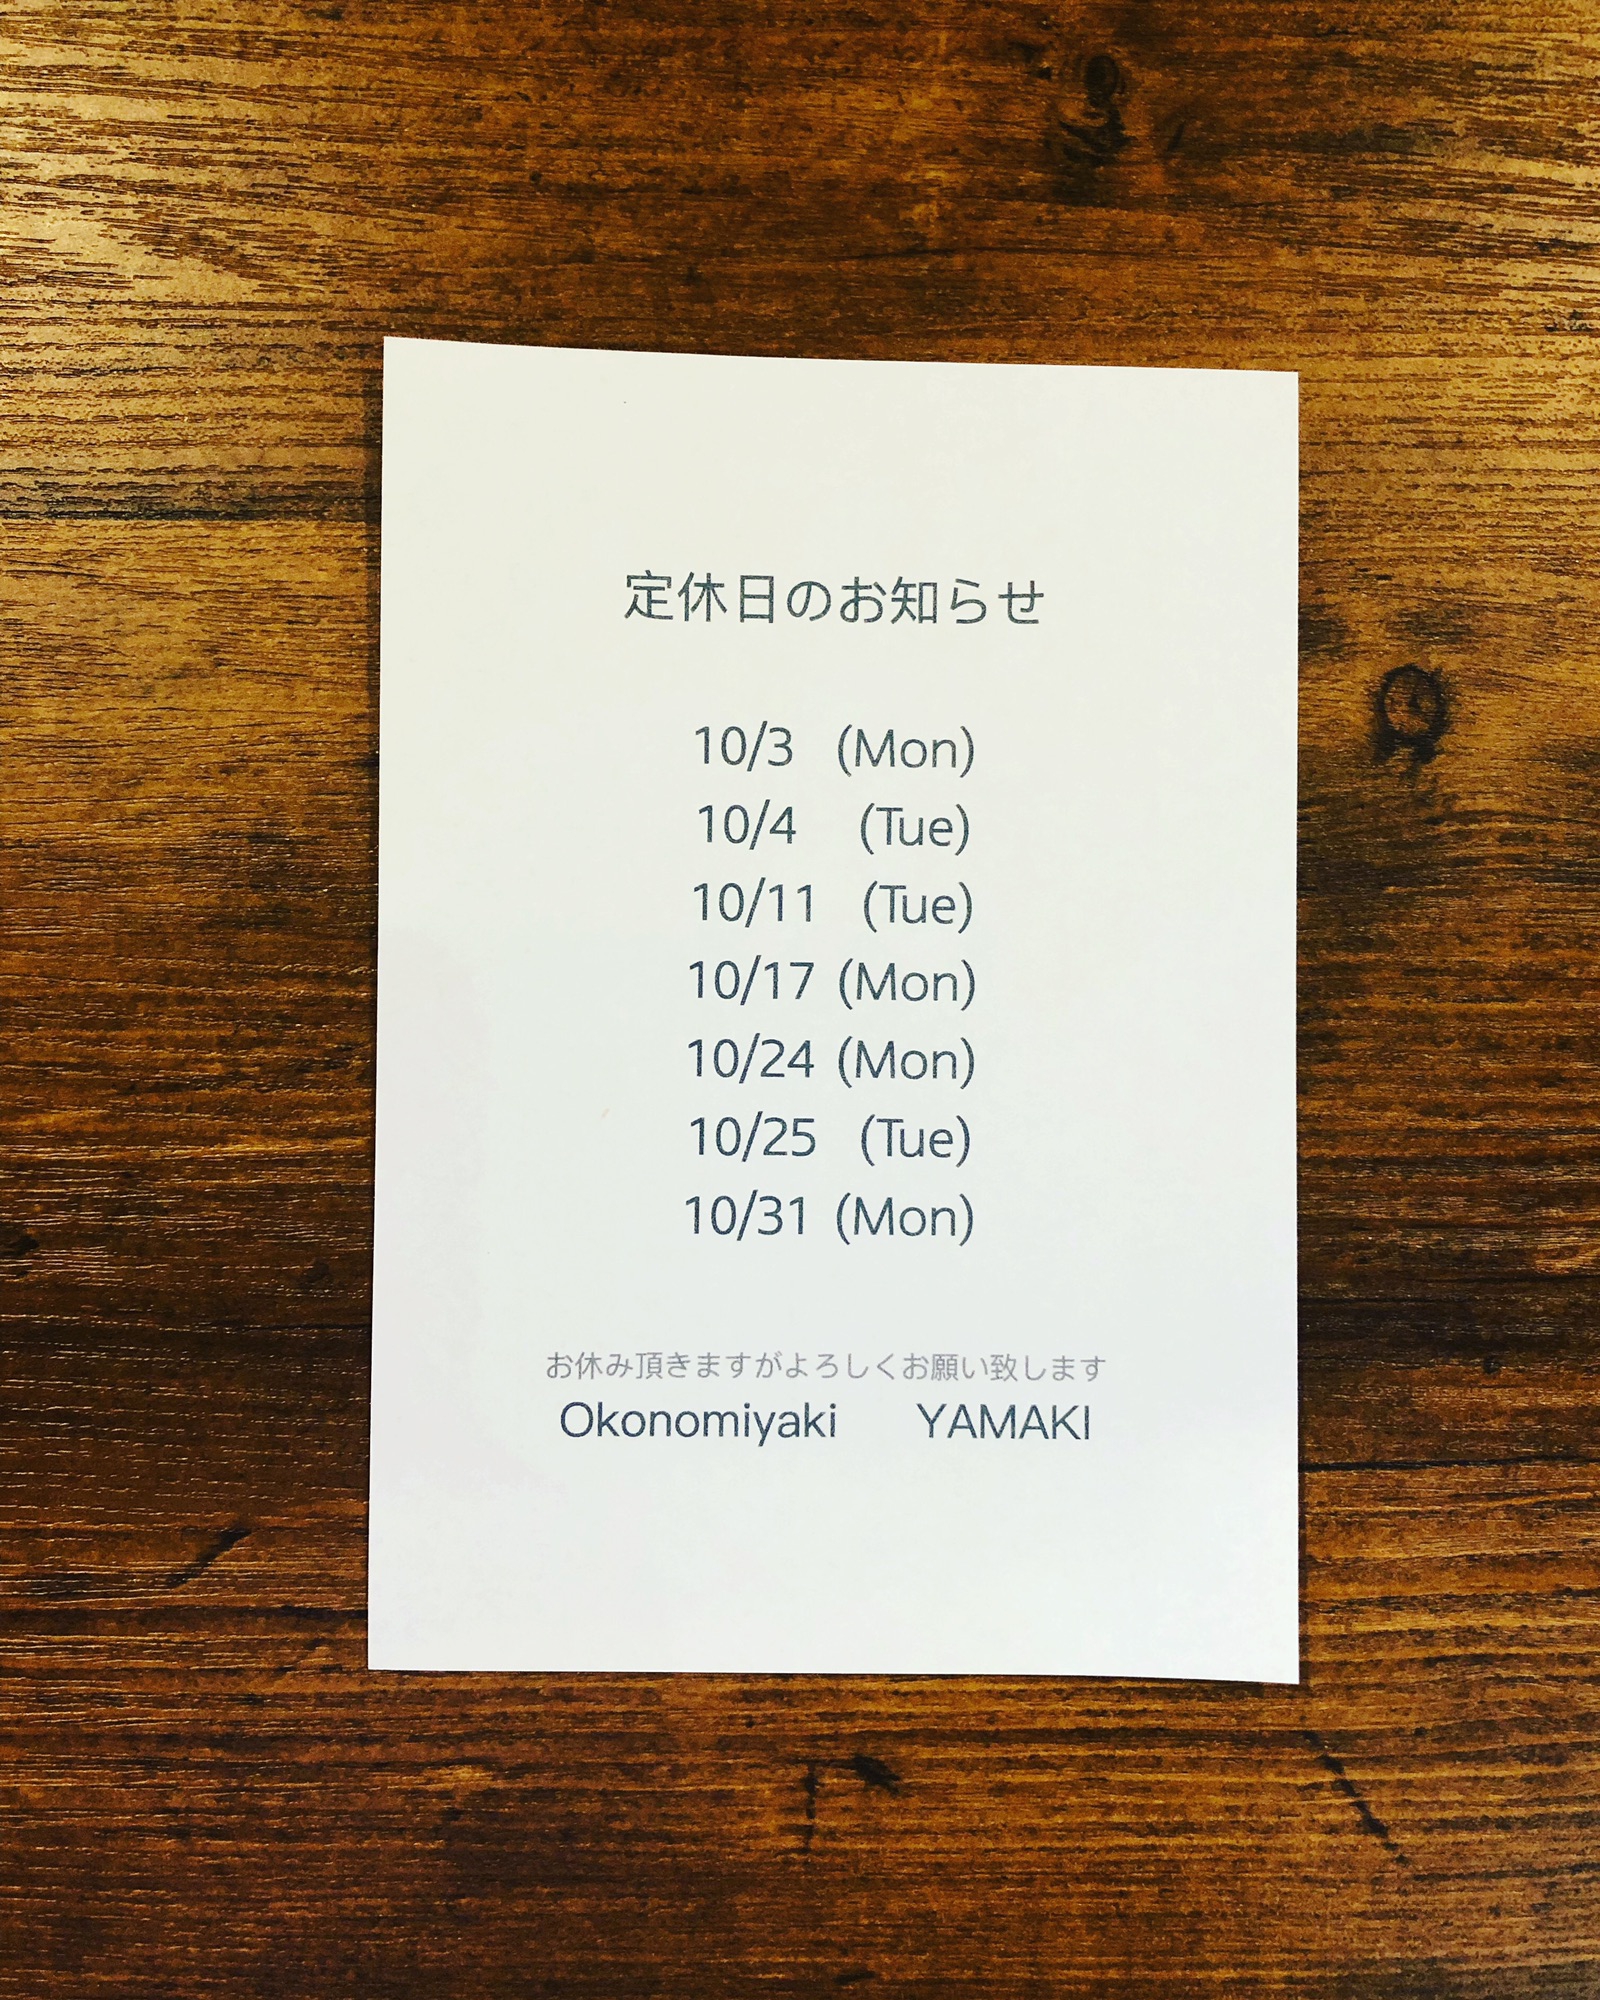 定休日のお知らせ
10/3 (Mon)
10/4 (Tue)
10/11 (Tue)
10/17 (Mon)
10/24 (Mon)
10/25 (Tue)
10/31 (Mon)
お休み頂きますがよろしくお願い致します
Okonomiyaki YAMAKI